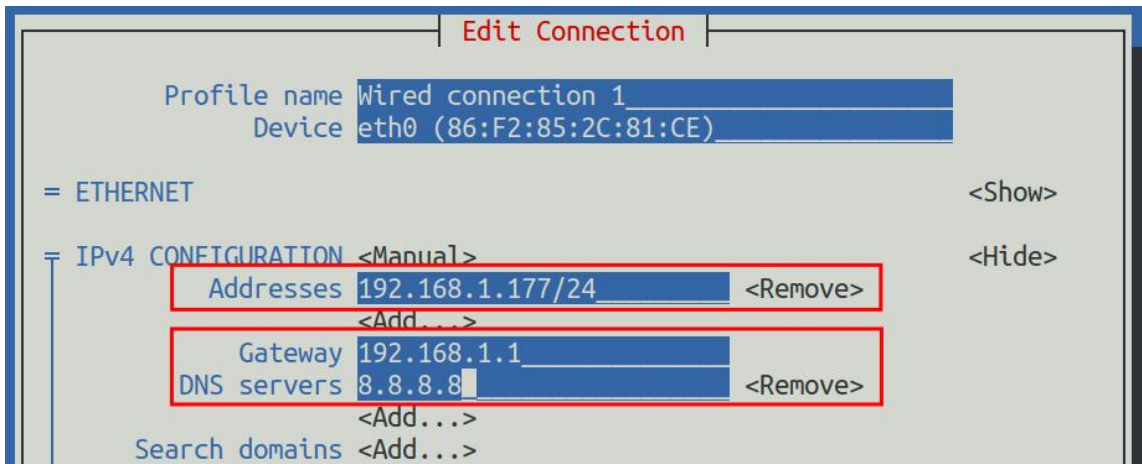 Edit Connection
Profile name Wired connection 1
Device eth0 (86:F2:85:2C:81:CE)
= ETHERNET <Show>
= IPv4 CONFIGURATION <Manual> <Hide>
Addresses 192.168.1.177/24 <Remove>
<Add...>
Gateway 192.168.1.1
DNS servers 8.8.8.8 <Remove>
<Add...>
Search domains <Add...>